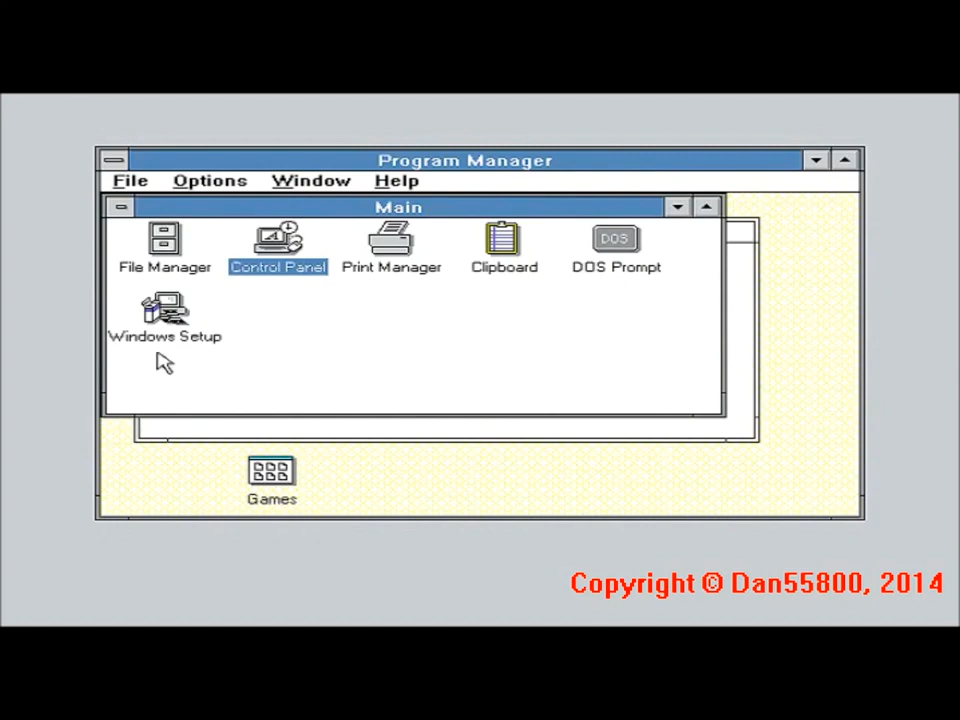 Program Manager
File Options Window Help
Main
DOS
File Manager Control Panel Print Manager Clipboard DOS Prompt
Windows Setup
Games
Copyright © Dan55800, 2014